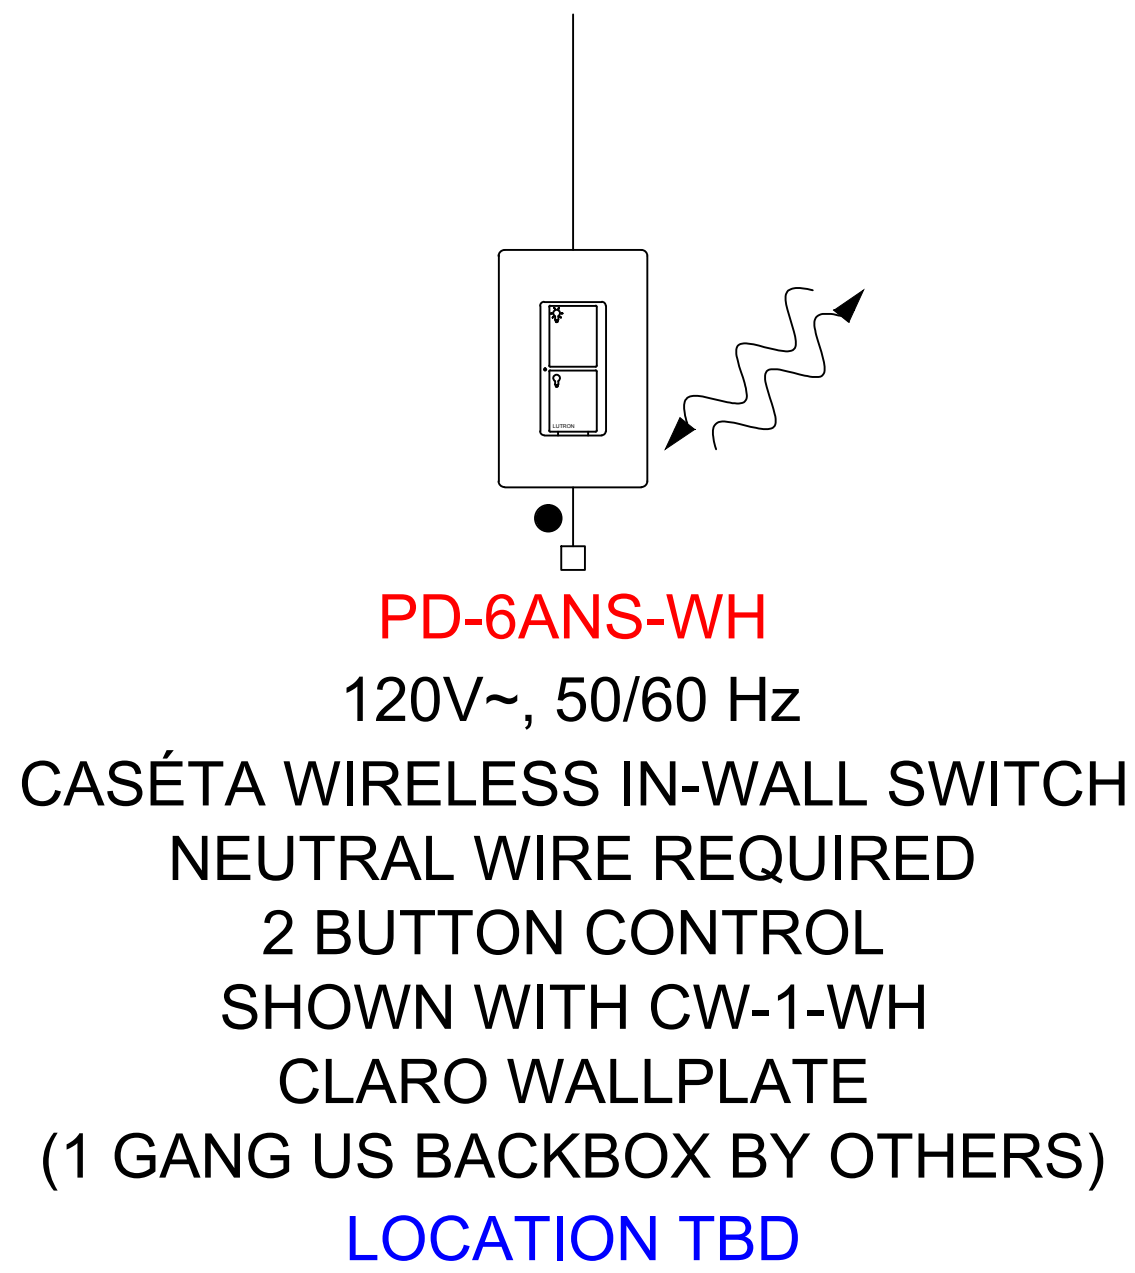 LUTRON
PD-6ANS-WH
120V~, 50/60 Hz
CASÉTA WIRELESS IN-WALL SWITCH
NEUTRAL WIRE REQUIRED
2 BUTTON CONTROL
SHOWN WITH CW-1-WH
CLARO WALLPLATE
(1 GANG US BACKBOX BY OTHERS)
LOCATION TBD